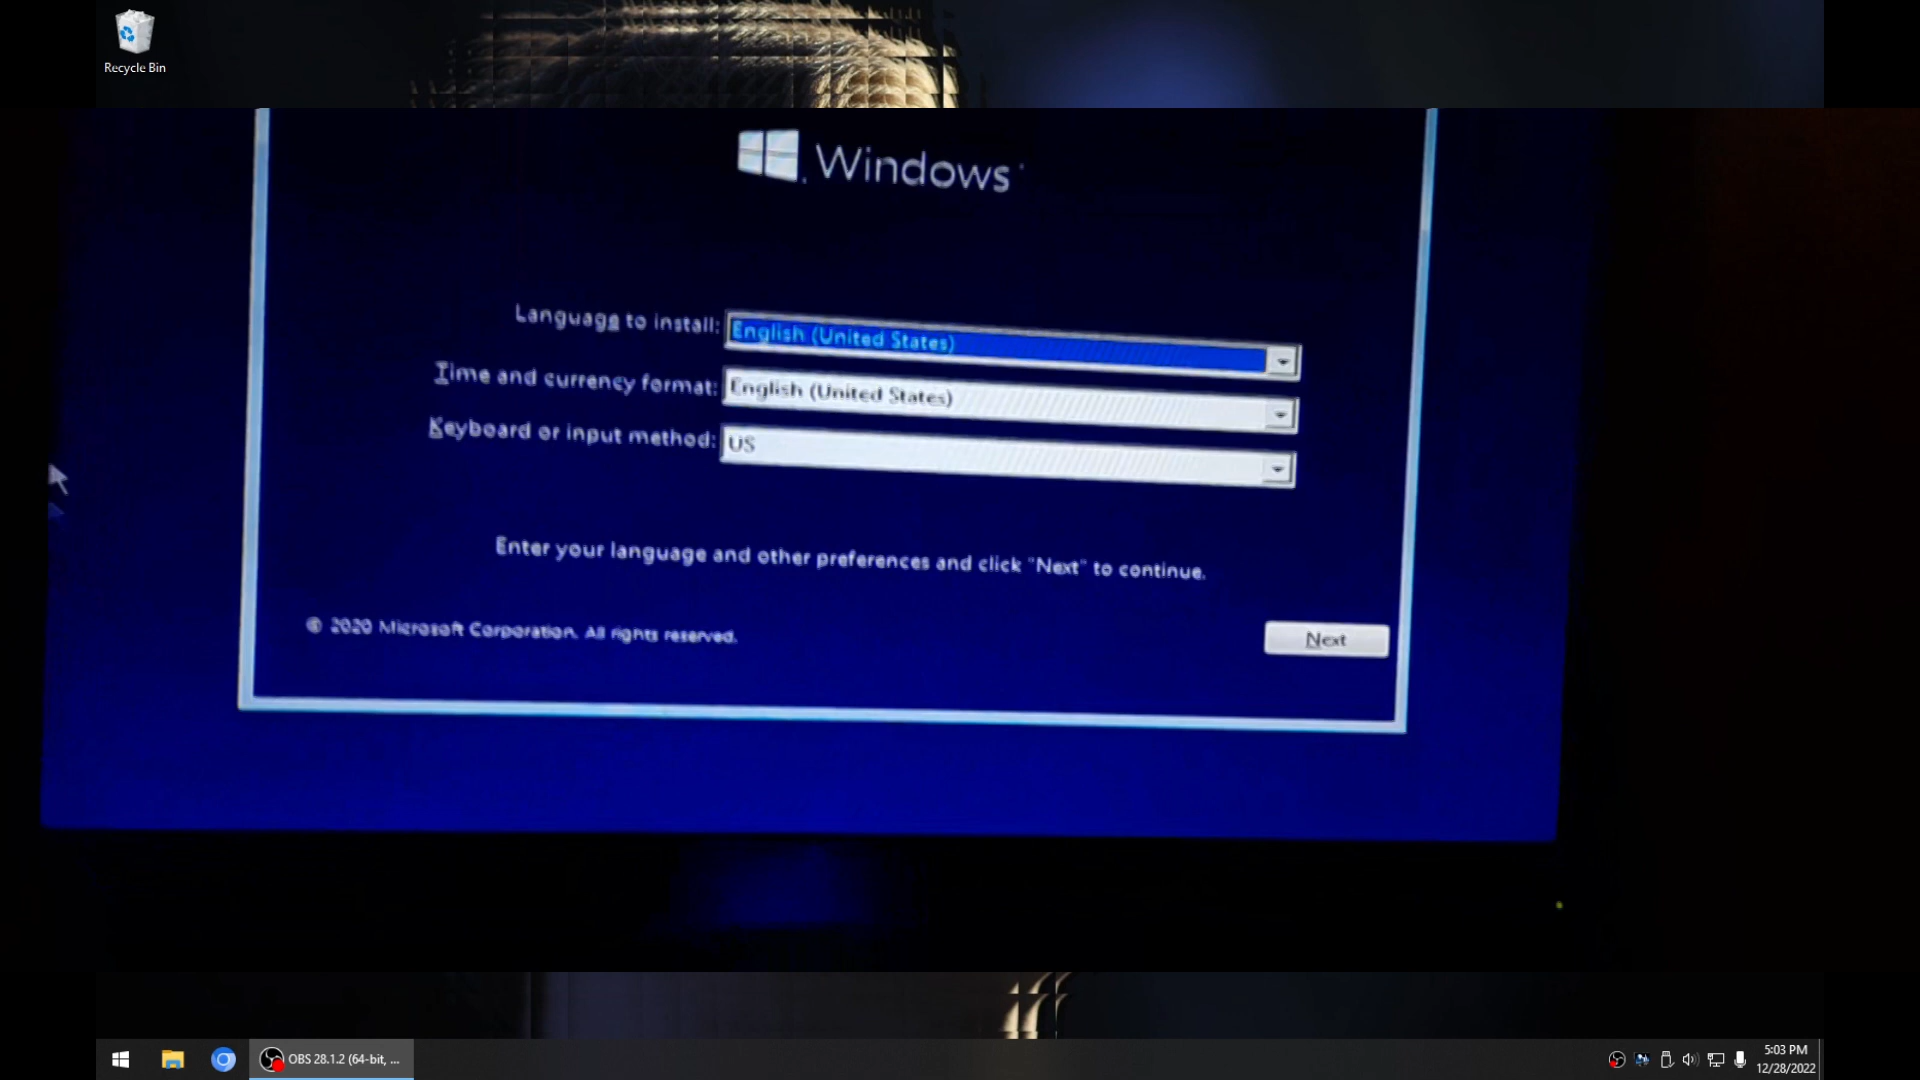 Recycle Bin
Windows
Language to install: English (United States)
Time and currency format: English (United States)
Keyboard or input method: US
Enter your language and other preferences and click "Next" to continue.
© 2020 Microsoft Corporation. All rights reserved.
Next
OBS 28.1.2 (64-bit, ...
5:03 PM
12/28/2022